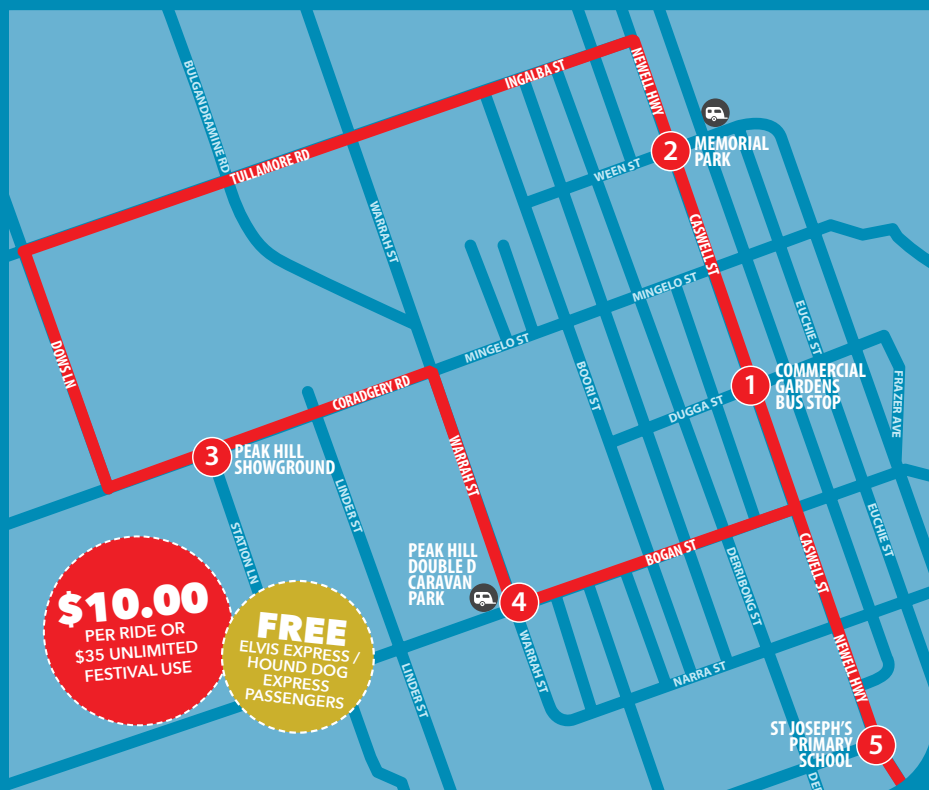 INGALBA ST
NEWELL HWY
BULGANDRAMINE RD
TULLAMORE RD
2
MEMORIAL
PARK
WEEN ST
WARRAH ST
CASWELL ST
MINGELO ST
MINGELO ST
EUCHIE ST
DOWS LN
CORADGERY RD
BOORI ST
1
COMMERCIAL
GARDENS
BUS STOP
DUGGA ST
FRAZER AVE
3
PEAK HILL
SHOWGROUND
WARRAH ST
LINDER ST
STATION LN
PEAK HILL
DOUBLE D
CARAVAN
PARK
4
BOGAN ST
DERRIBONG ST
CASWELL ST
EUCHIE ST
$10.00
PER RIDE OR
$35 UNLIMITED
FESTIVAL USE
FREE
ELVIS EXPRESS /
HOUND DOG
EXPRESS
PASSENGERS
LINDER ST
WARRAH ST
NARRA ST
NEWELL HWY
ST JOSEPH'S
PRIMARY
SCHOOL
5